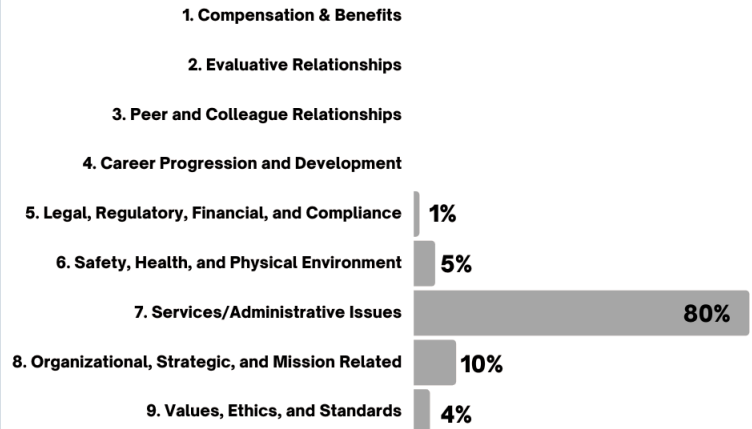 1. Compensation & Benefits
2. Evaluative Relationships
3. Peer and Colleague Relationships
4. Career Progression and Development
5. Legal, Regulatory, Financial, and Compliance 1%
6. Safety, Health, and Physical Environment 5%
7. Services/Administrative Issues 80%
8. Organizational, Strategic, and Mission Related 10%
9. Values, Ethics, and Standards 4%